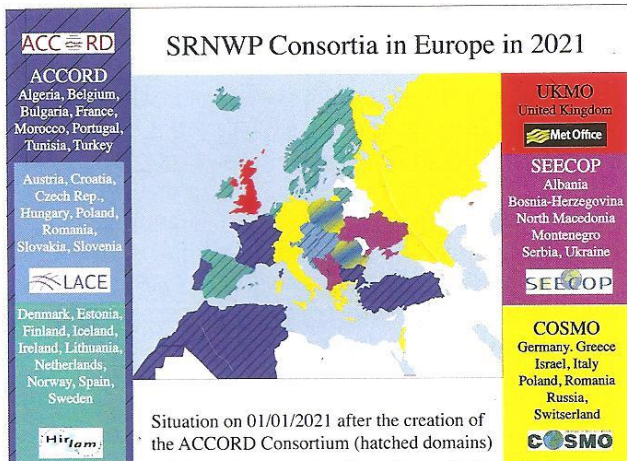 SRNWP Consortia in Europe in 2021
ACCORD
ACCORD
Algeria, Belgium,
Bulgaria, France,
Morocco, Portugal,
Tunisia, Turkey
Austria, Croatia,
Czech Rep.,
Hungary, Poland,
Romania,
Slovakia, Slovenia
LACE
Denmark, Estonia,
Finland, Iceland,
Ireland, Lithuania,
Netherlands,
Norway, Spain,
Sweden
Hirlam
UKMO
United Kingdom
Met Office
SEECOP
Albania
Bosnia-Herzegovina
North Macedonia
Montenegro
Serbia, Ukraine
SEECOP
COSMO
Germany. Greece
Israel, Italy
Poland, Romania
Russia,
Switserland
COSMO
Situation on 01/01/2021 after the creation of
the ACCORD Consortium (hatched domains)